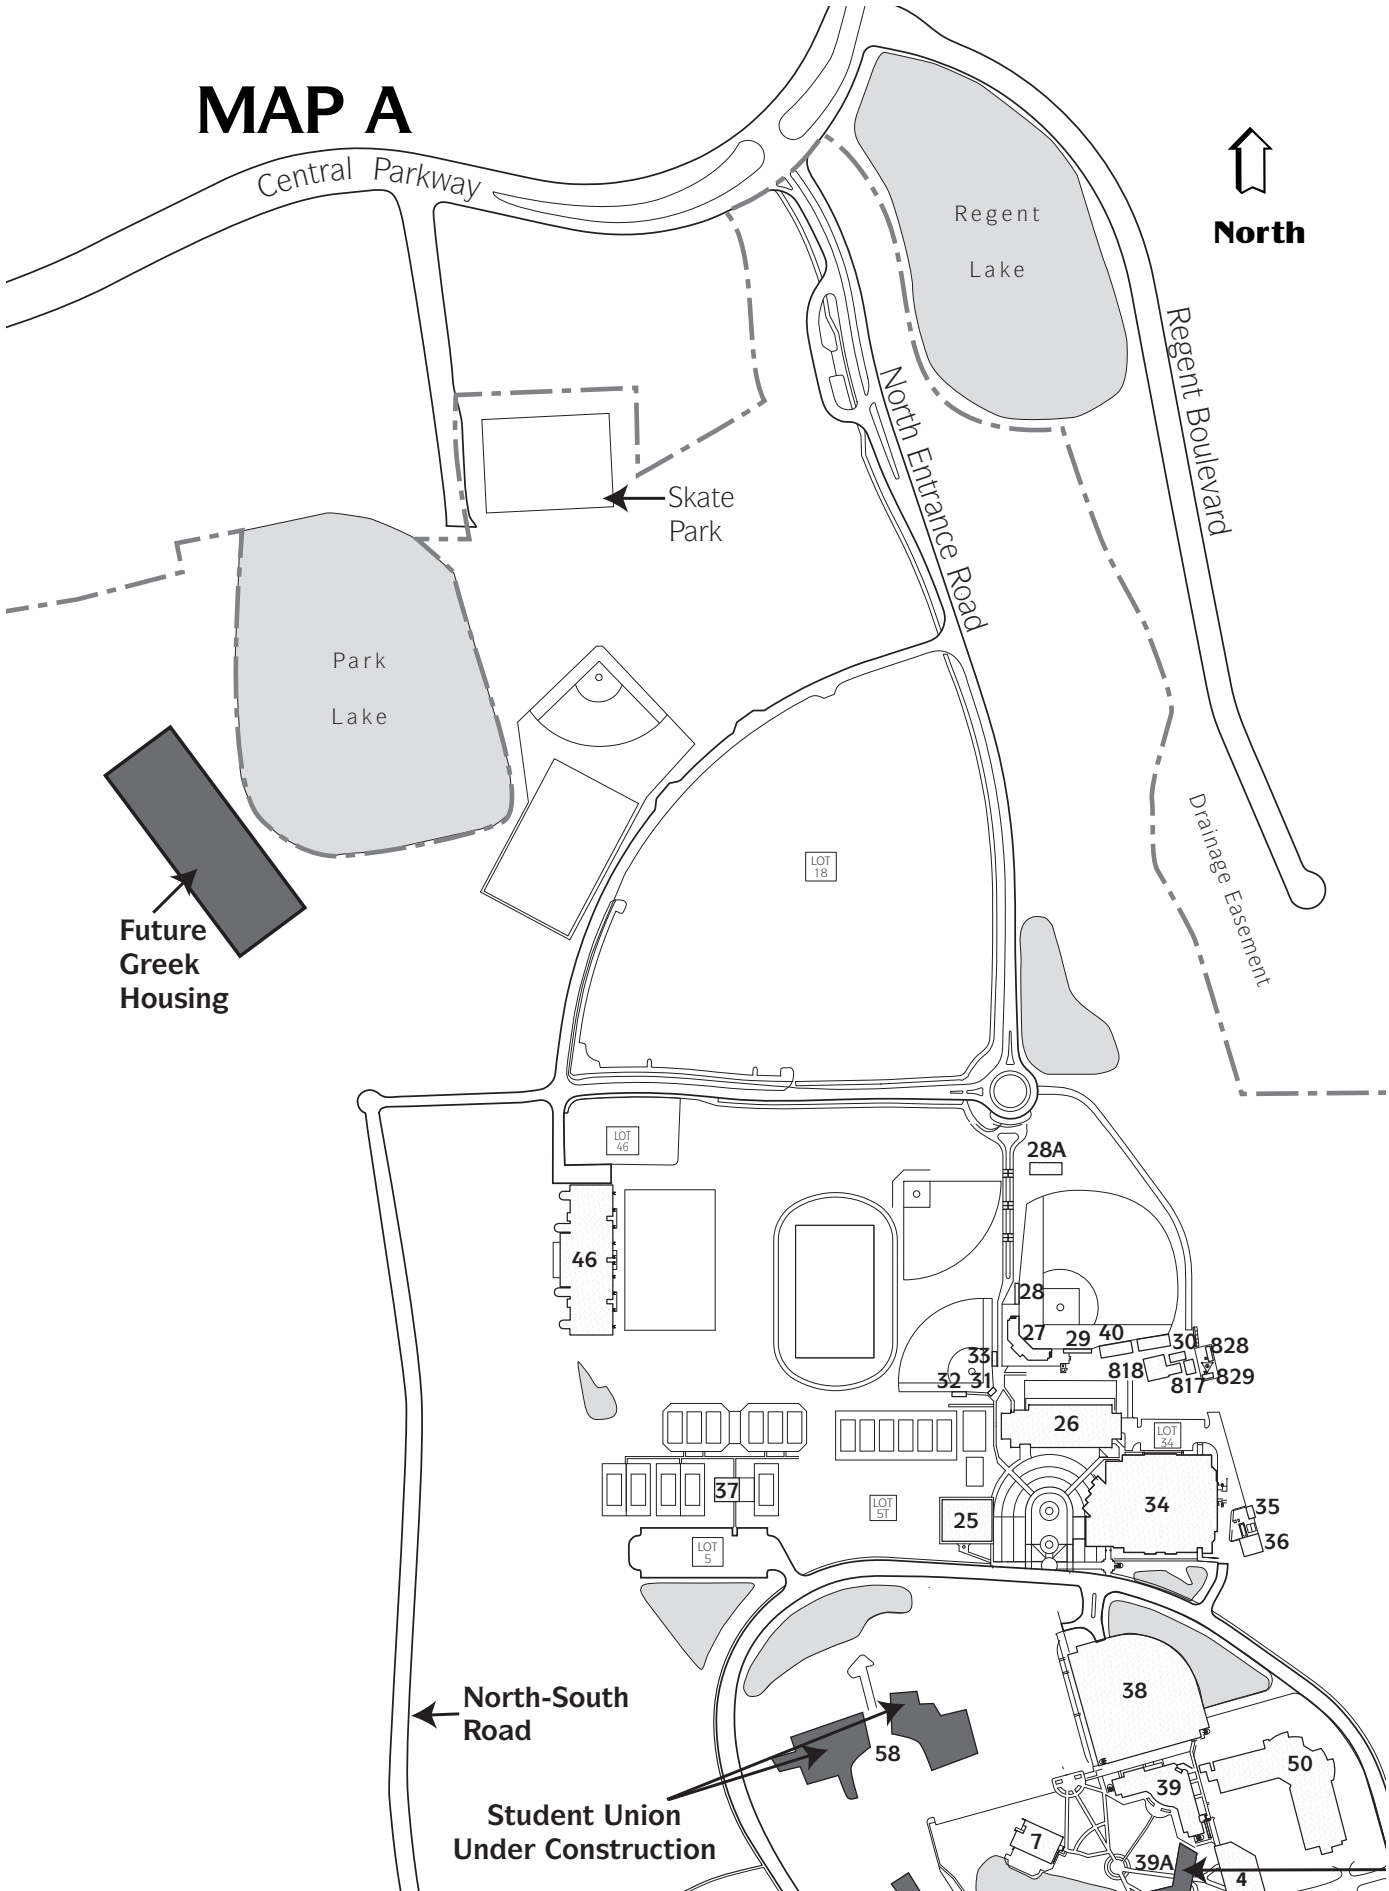 MAP A
Central Parkway
North
Regent
Lake
Regent Boulevard
North Entrance Road
Skate
Park
Park
Lake
Drainage Easement
LOT
18
Future
Greek
Housing
LOT
46
28A
46
28
27
29
40
30
828
33
818
817
829
32
31
26
LOT
34
37
LOT
5T
25
34
35
36
LOT
5
38
North-South
Road
58
50
39
Student Union
Under Construction
7
39A
4